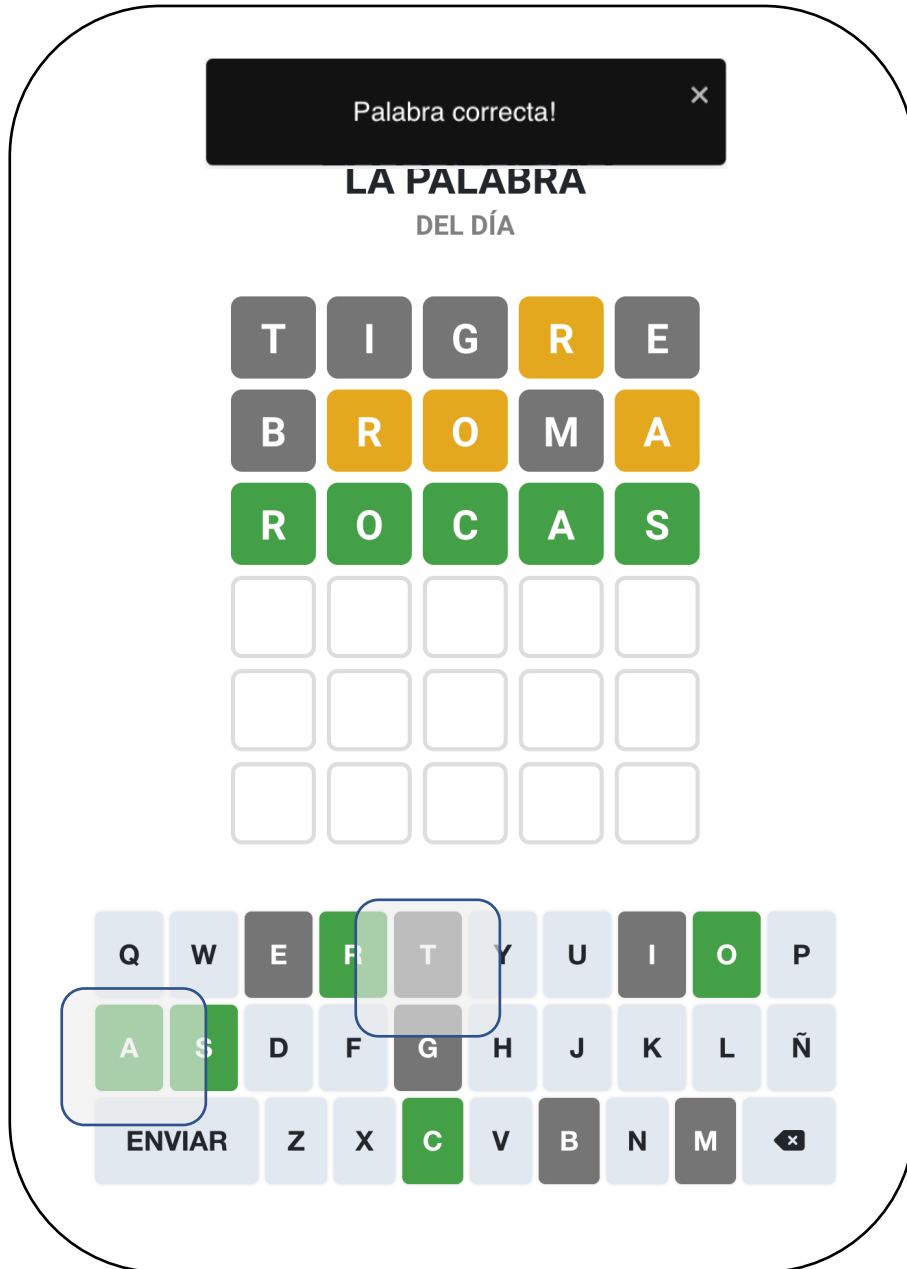 Palabra correcta! ×
LA PALABRA
DEL DÍA
T I G R E
B R O M A
R O C A S
Q W E R T Y U I O P
A S D F G H J K L Ñ
ENVIAR Z X C V B N M